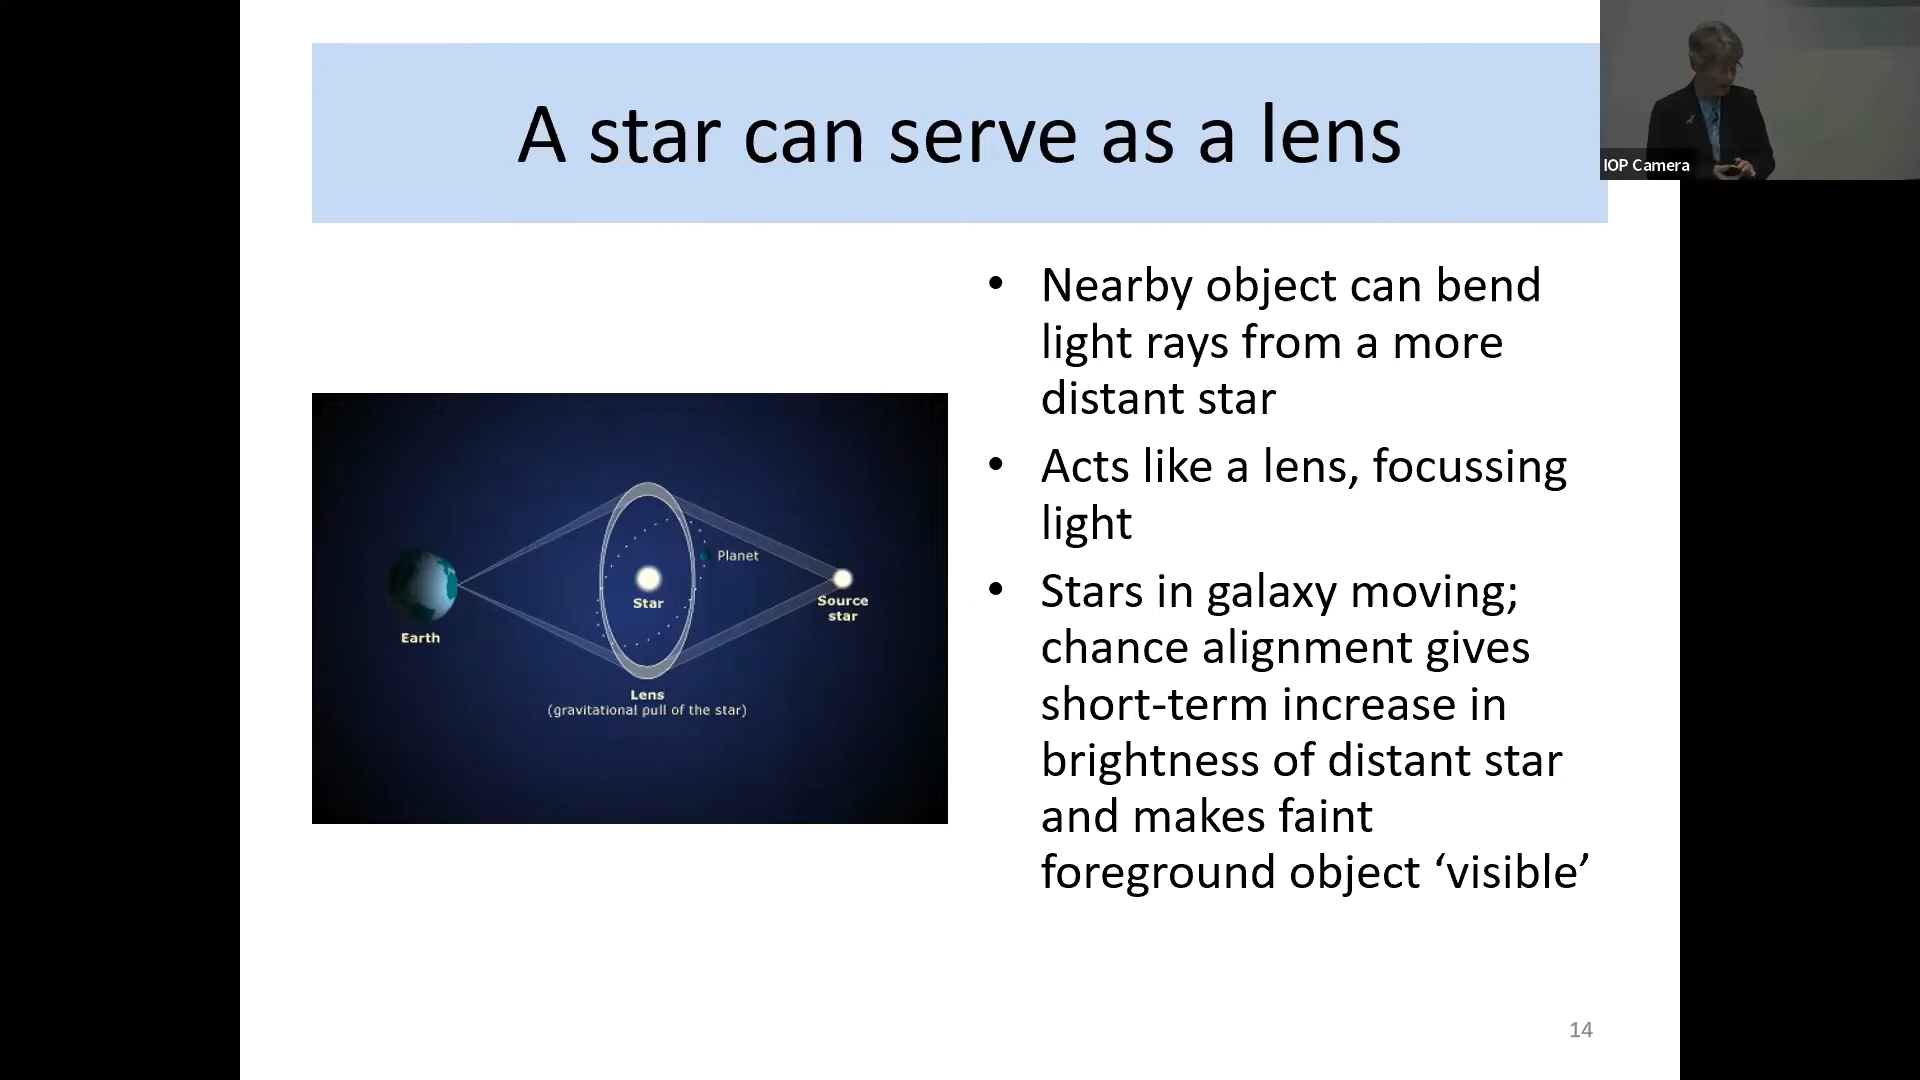 A star can serve as a lens
IOP Camera
• Nearby object can bend
light rays from a more
distant star
• Acts like a lens, focussing
light
• Stars in galaxy moving;
chance alignment gives
short-term increase in
brightness of distant star
and makes faint
foreground object ‘visible’
Planet
Star
Source
star
Earth
Lens
(gravitational pull of the star)
14